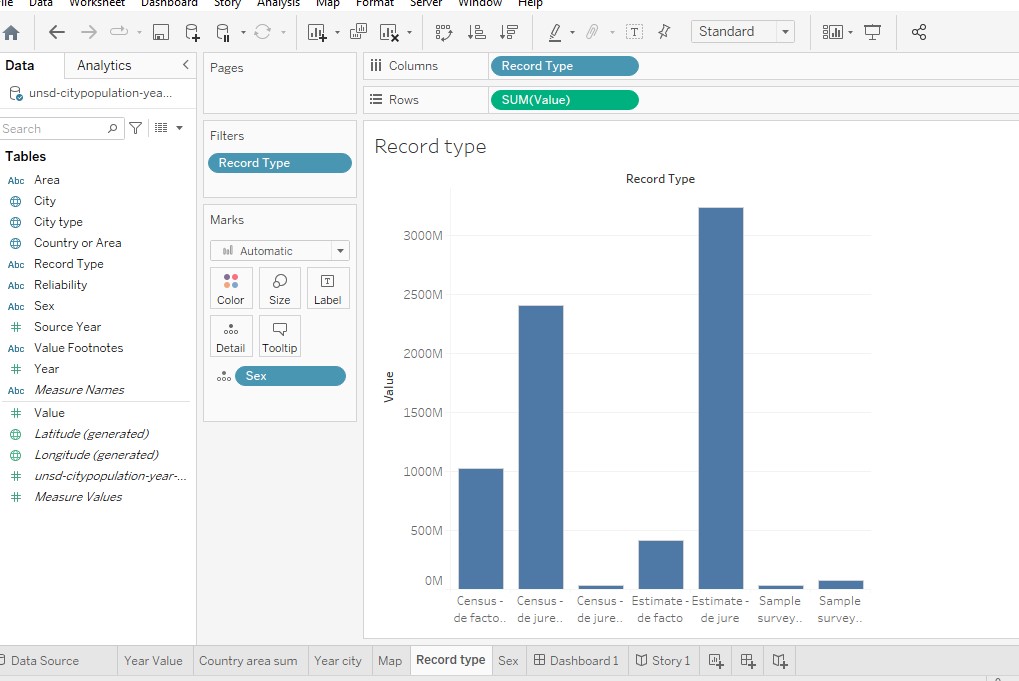 File Data Worksheet Dashboard Story Analysis Map Format Server Window Help
Standard
Data Analytics
unsd-citypopulation-yea...
Search
Tables
Abc Area
City
City type
Country or Area
Abc Record Type
Abc Reliability
Abc Sex
Source Year
Abc Value Footnotes
Year
Abc Measure Names
Value
Latitude (generated)
Longitude (generated)
unsd-citypopulation-year-...
Measure Values
Pages
Filters
Record Type
Marks
Automatic
Color Size Label
Detail Tooltip
Sex
Columns Record Type
Rows SUM(Value)
Record type
Record Type
Value
3000M
2500M
2000M
1500M
1000M
500M
0M
Census -
de facto..
Census -
de jure..
Census -
de jure..
Estimate -
de facto
Estimate -
de jure
Sample
survey..
Sample
survey..
Data Source Year Value Country area sum Year city Map Record type Sex Dashboard 1 Story 1